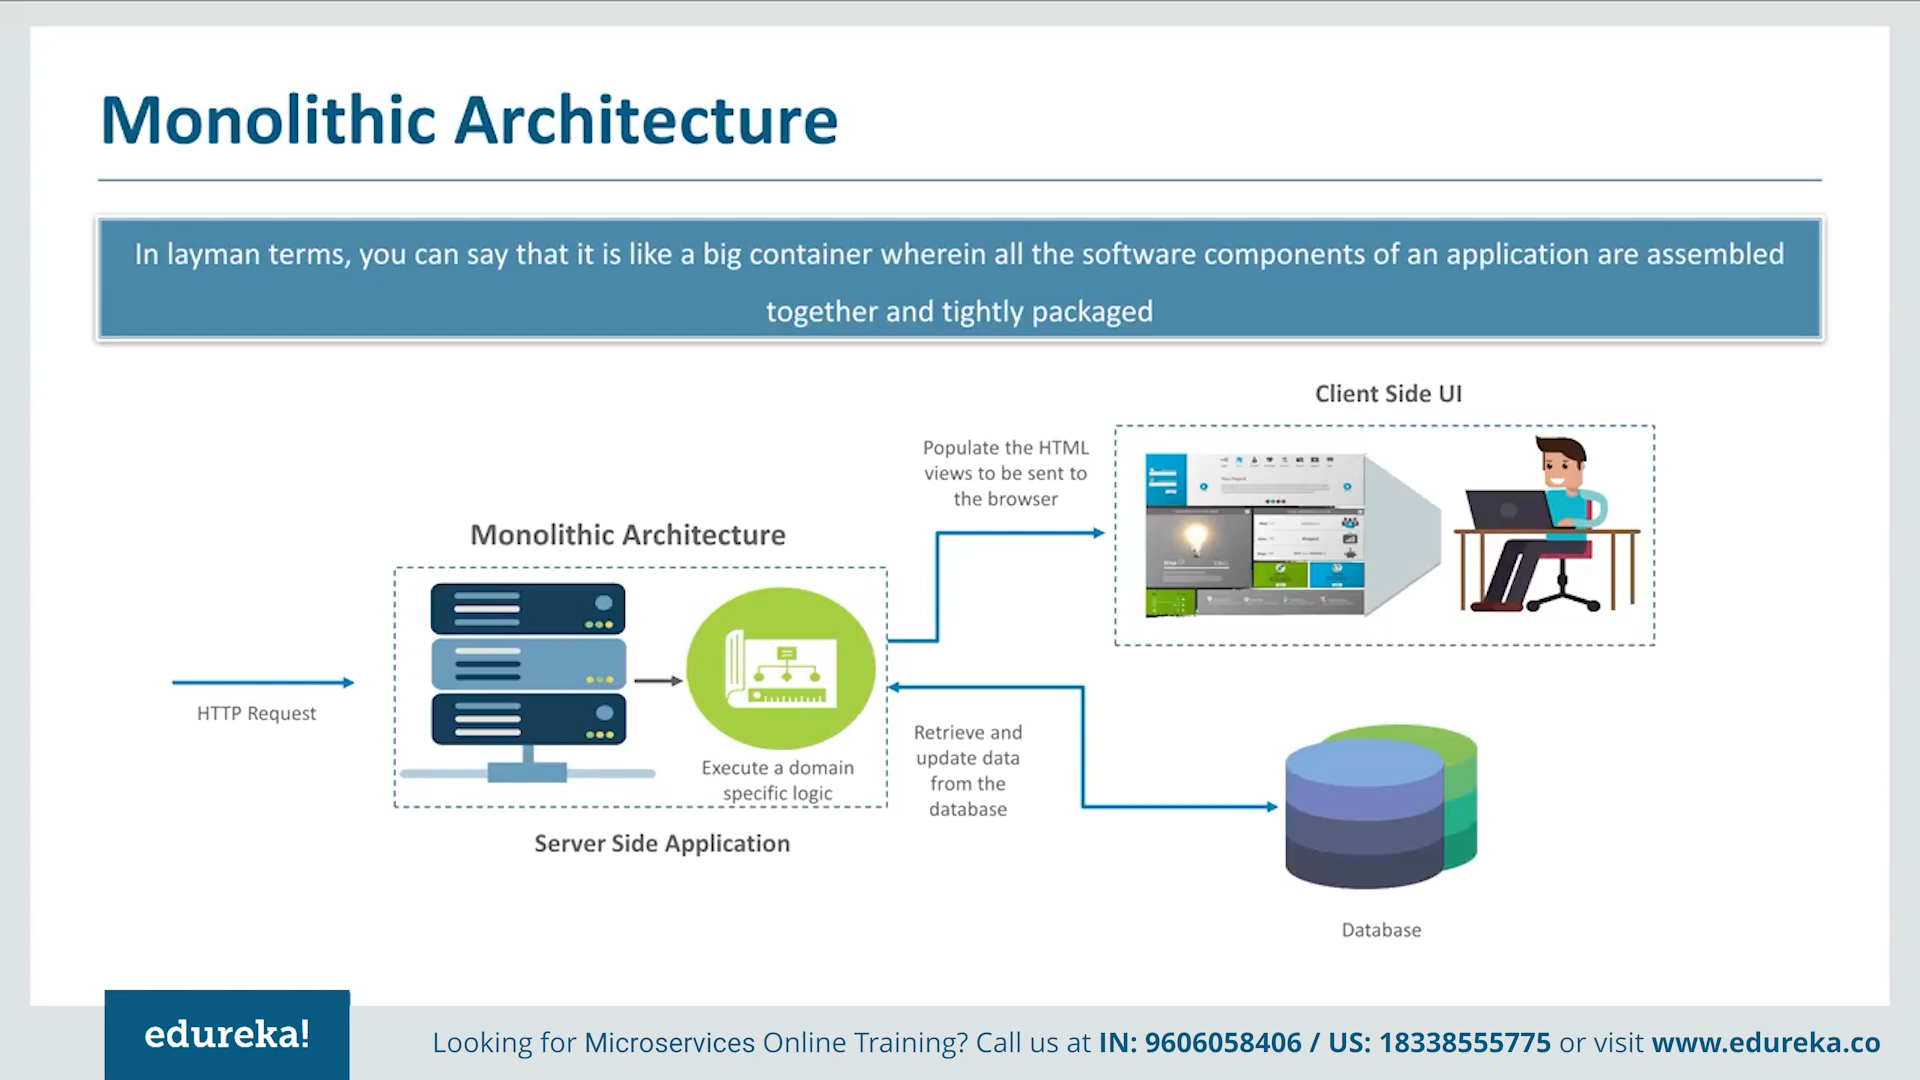 Monolithic Architecture
In layman terms, you can say that it is like a big container wherein all the software components of an application are assembled
together and tightly packaged
Client Side UI
Populate the HTML
views to be sent to
the browser
Monolithic Architecture
HTTP Request
Execute a domain
specific logic
Retrieve and
update data
from the
database
Server Side Application
Database
edureka!
Looking for Microservices Online Training? Call us at IN: 9606058406 / US: 18338555775 or visit www.edureka.co